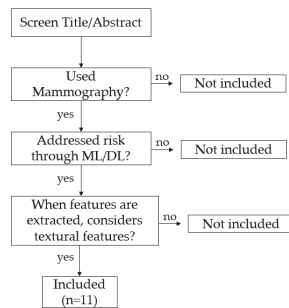 Screen Title/Abstract
Used
Mammography?
no
Not included
yes
Addressed risk
through ML/DL?
no
Not included
yes
When features are
extracted, considers
textural features?
no
Not included
yes
Included
(n=11)